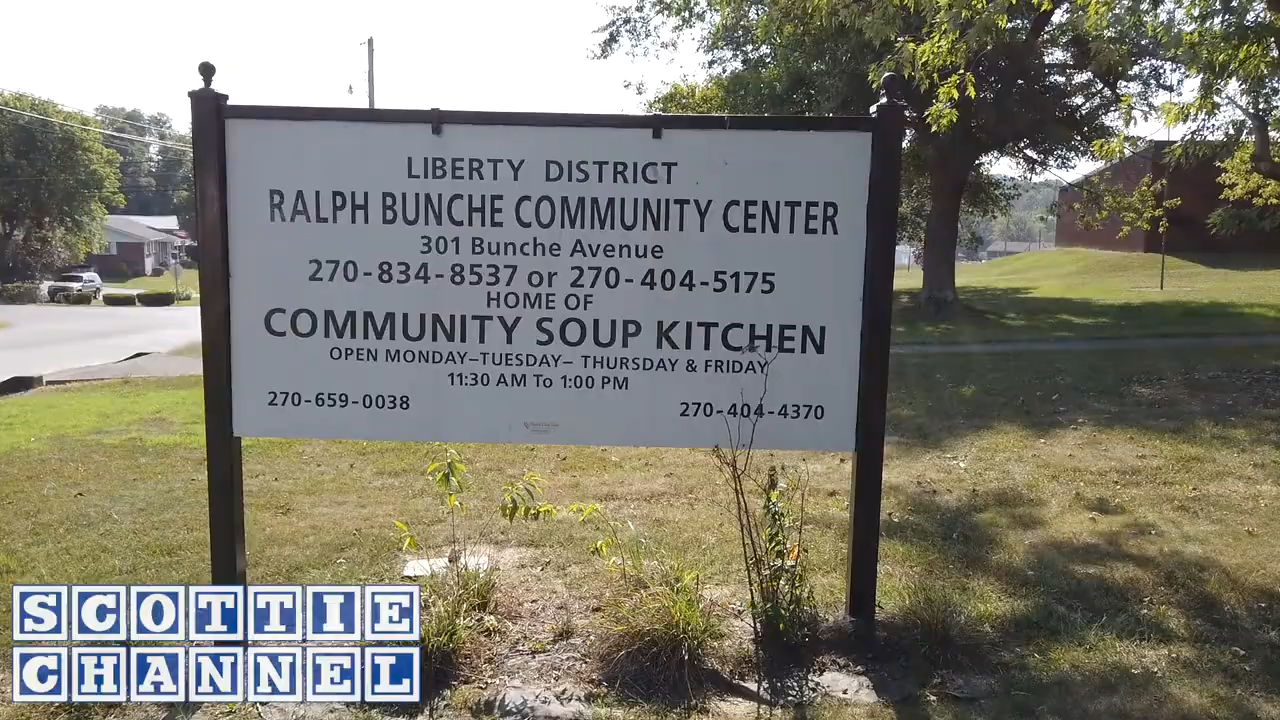 LIBERTY DISTRICT
RALPH BUNCHE COMMUNITY CENTER
301 Bunche Avenue
270-834-8537 or 270-404-5175
HOME OF
COMMUNITY SOUP KITCHEN
OPEN MONDAY–TUESDAY– THURSDAY & FRIDAY
11:30 AM To 1:00 PM
270-659-0038 270-404-4370
SCOTTIE
CHANNEL